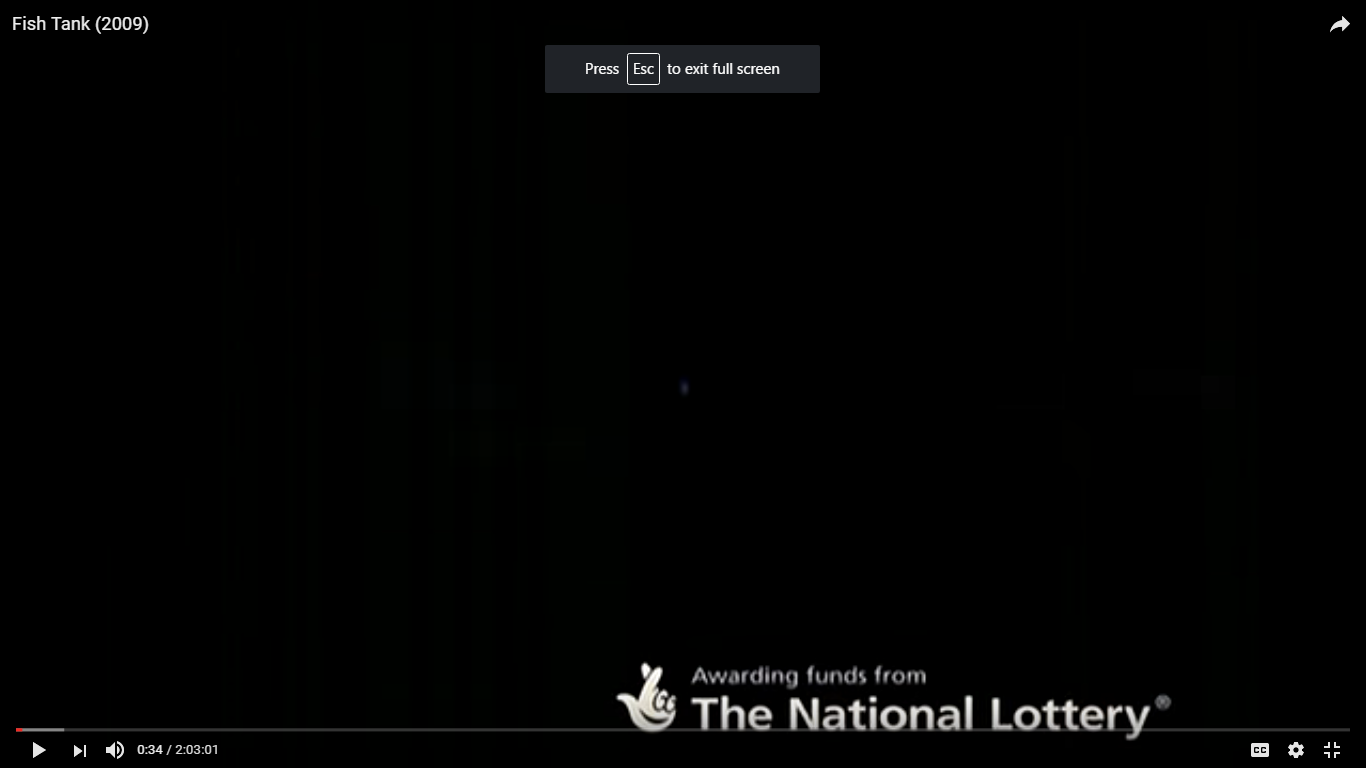 Fish Tank (2009)
Press Esc to exit full screen
Awarding funds from
The National Lottery®
0:34 / 2:03:01
CC